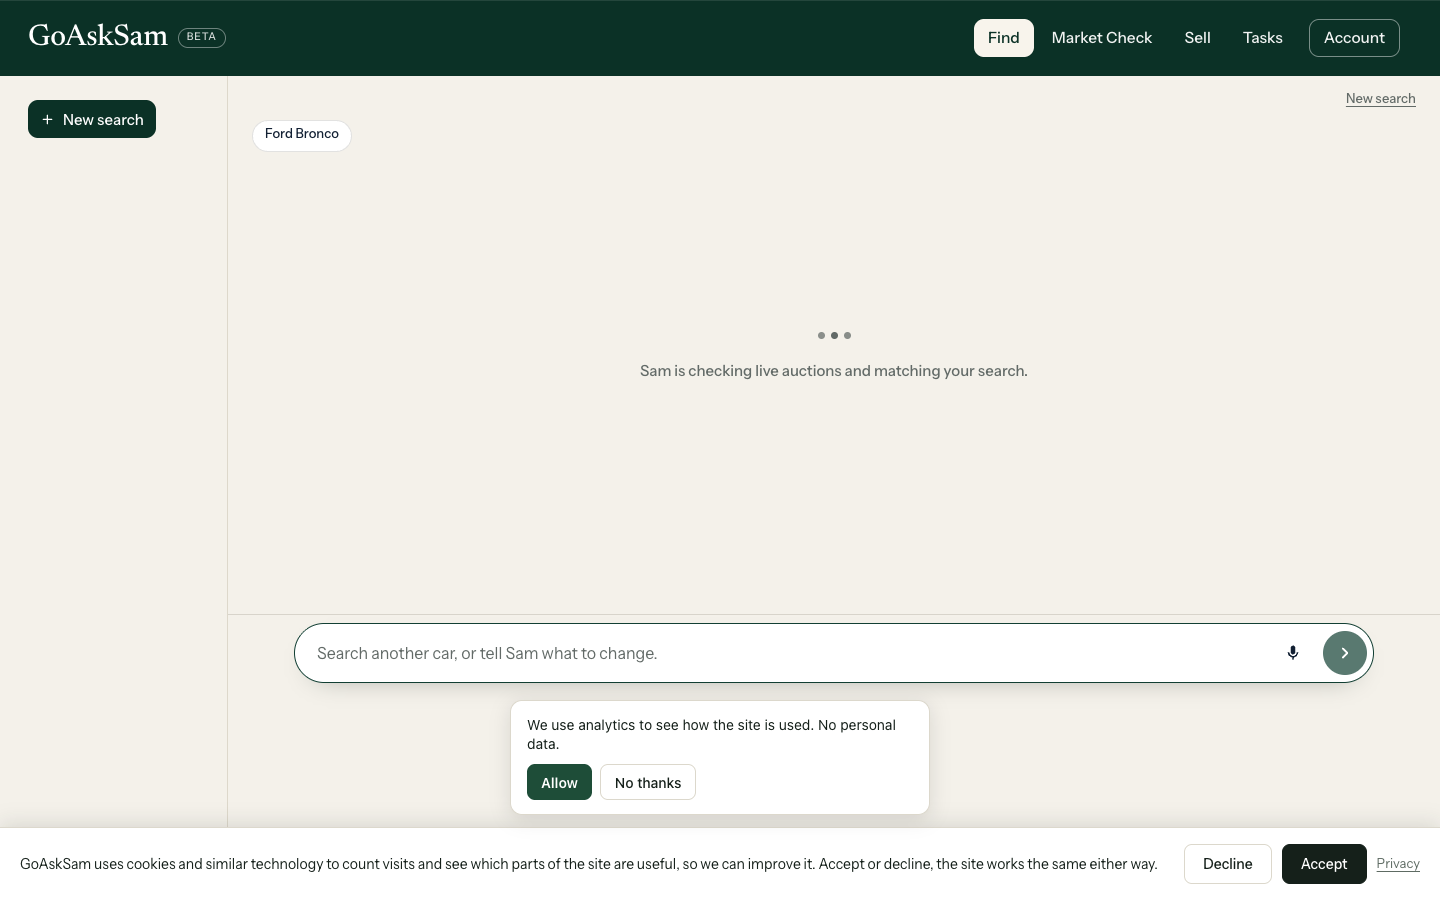 GoAskSam BETA
Find Market Check Sell Tasks Account
+ New search
New search
Ford Bronco
Sam is checking live auctions and matching your search.
Search another car, or tell Sam what to change.
We use analytics to see how the site is used. No personal
data.
Allow No thanks
GoAskSam uses cookies and similar technology to count visits and see which parts of the site are useful, so we can improve it. Accept or decline, the site works the same either way.
Decline Accept Privacy